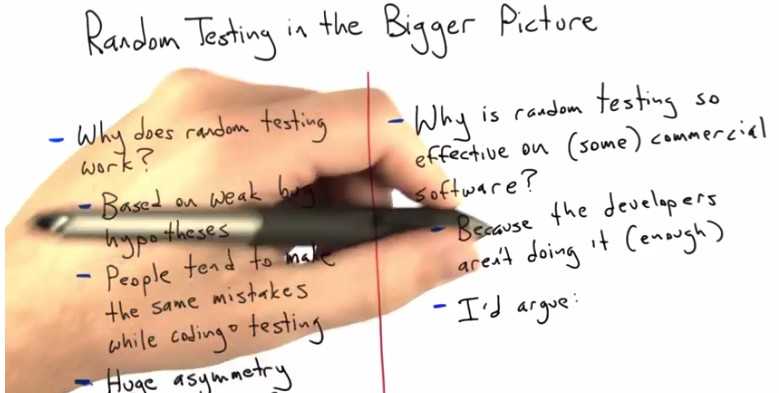 Random Testing in the Bigger Picture
- Why does random testing
work?
- Based on weak bug
hypotheses
- People tend to make
the same mistakes
while coding + testing
- Huge asymmetry
- Why is random testing so
effective on (some) commercial
software?
- Because the developers
aren't doing it (enough)
- I'd argue: